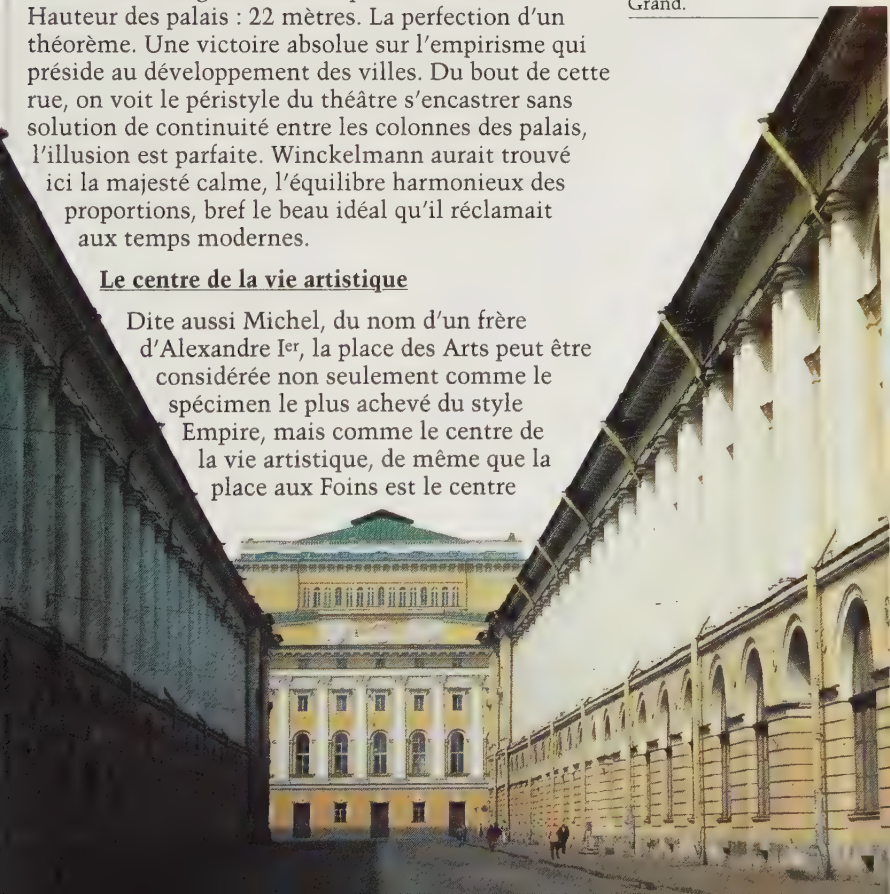 Hauteur des palais : 22 mètres. La perfection d'un
théorème. Une victoire absolue sur l'empirisme qui
préside au développement des villes. Du bout de cette
rue, on voit le péristyle du théâtre s'encastrer sans
solution de continuité entre les colonnes des palais,
l'illusion est parfaite. Winckelmann aurait trouvé
ici la majesté calme, l'équilibre harmonieux des
proportions, bref le beau idéal qu'il réclamait
aux temps modernes.
Le centre de la vie artistique
Dite aussi Michel, du nom d'un frère
d'Alexandre Ier, la place des Arts peut être
considérée non seulement comme le
spécimen le plus achevé du style
Empire, mais comme le centre de
la vie artistique, de même que la
place aux Foins est le centre
Grand.